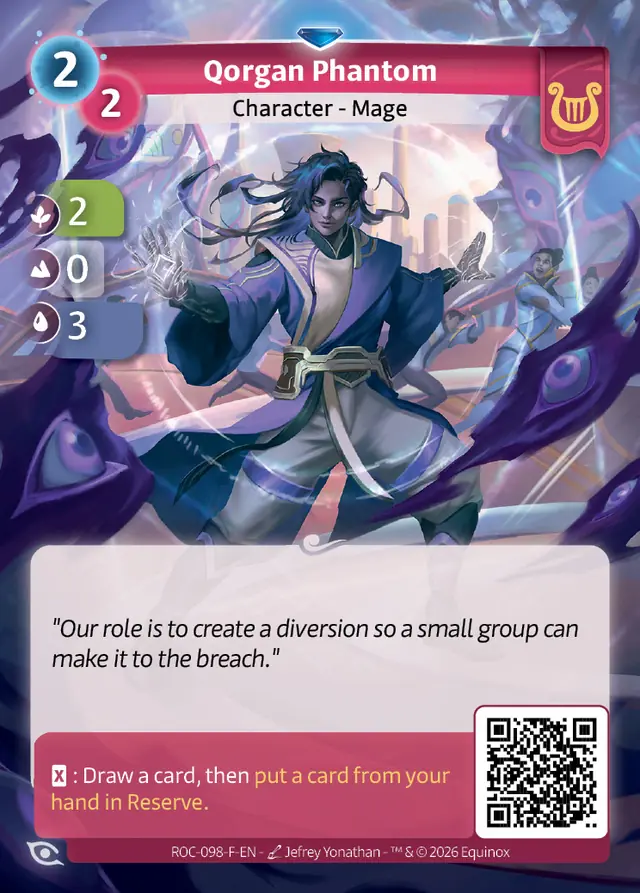 2
Qorgan Phantom
2
Character - Mage
2
0
3
"Our role is to create a diversion so a small group can
make it to the breach."
X : Draw a card, then put a card from your
hand in Reserve.
ROC-098-F-EN - Jefrey Yonathan - ™ & © 2026 Equinox